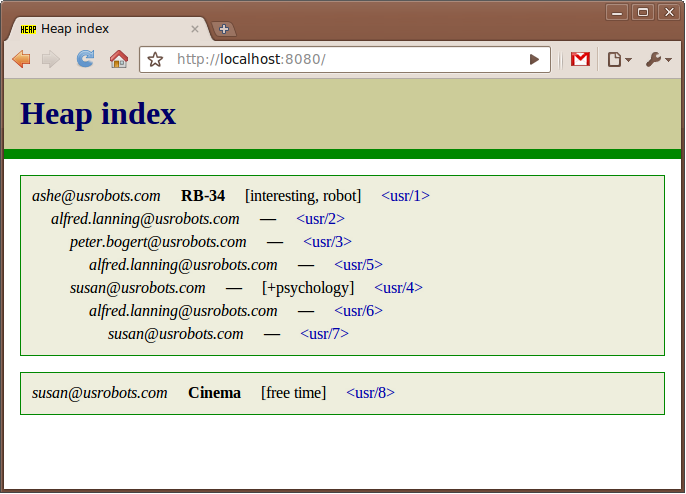 HEAP Heap index
http://localhost:8080/
Heap index
ashe@usrobots.com RB-34 [interesting, robot] <usr/1>
alfred.lanning@usrobots.com — <usr/2>
peter.bogert@usrobots.com — <usr/3>
alfred.lanning@usrobots.com — <usr/5>
susan@usrobots.com — [+psychology] <usr/4>
alfred.lanning@usrobots.com — <usr/6>
susan@usrobots.com — <usr/7>
susan@usrobots.com Cinema [free time] <usr/8>